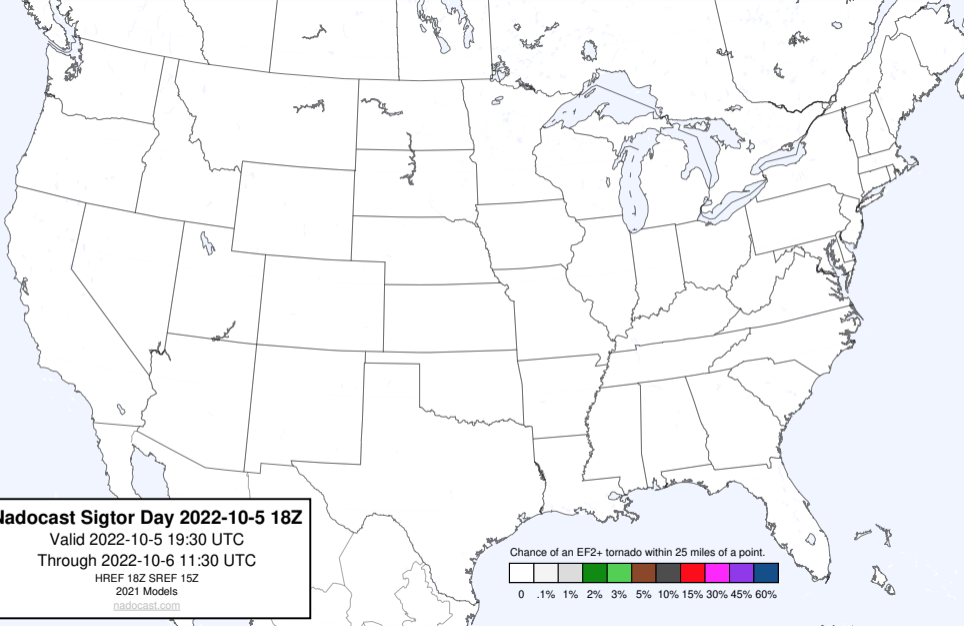 Nadocast Sigtor Day 2022-10-5 18Z
Valid 2022-10-5 19:30 UTC
Through 2022-10-6 11:30 UTC
HREF 18Z SREF 15Z
2021 Models
nadocast.com
Chance of an EF2+ tornado within 25 miles of a point.
0 .1% 1% 2% 3% 5% 10% 15% 30% 45% 60%